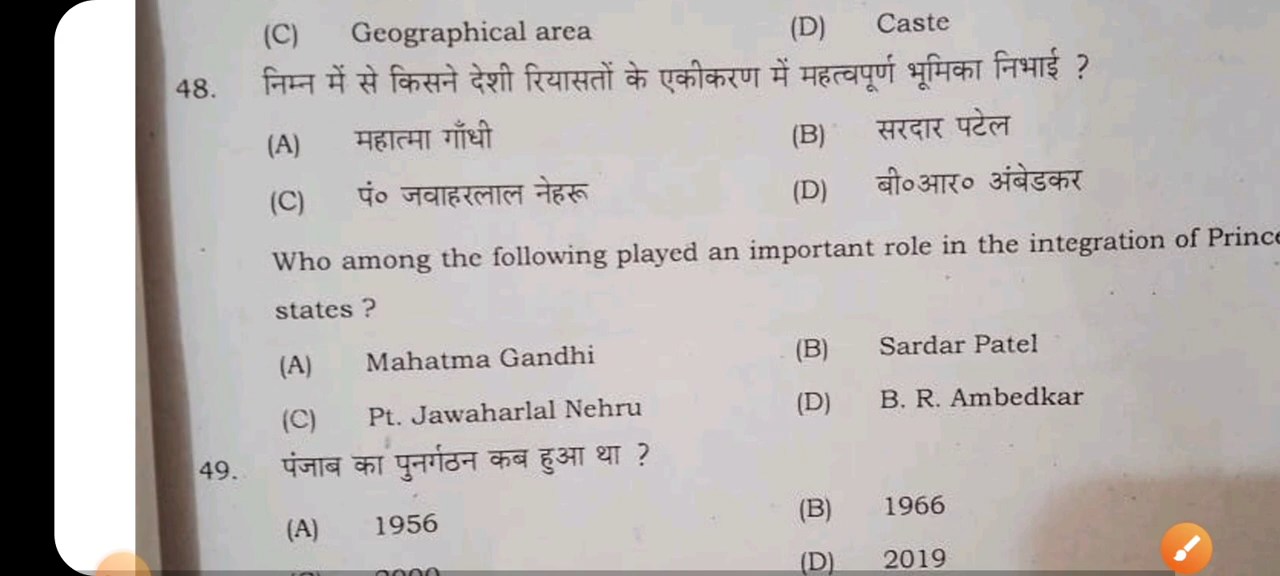 (C) Geographical area (D) Caste
48. निम्न में से किसने देशी रियासतों के एकीकरण में महत्वपूर्ण भूमिका निभाई ?
(A) महात्मा गाँधी (B) सरदार पटेल
(C) पं० जवाहरलाल नेहरू (D) बी०आर० अंबेडकर
Who among the following played an important role in the integration of
states ?
(A) Mahatma Gandhi (B) Sardar Patel
(C) Pt. Jawaharlal Nehru (D) B. R. Ambedkar
49. पंजाब का पुनर्गठन कब हुआ था ?
(A) 1956 (B) 1966
(D) 2019